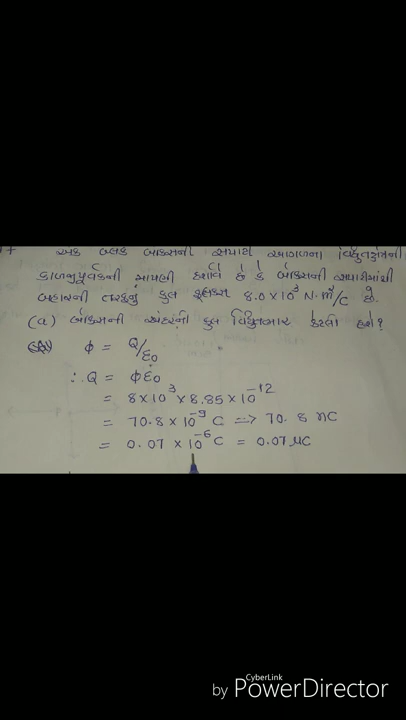 એક બ્લેક બોક્સની સપાટી આગળના વિદ્યુતક્ષેત્રની
કાળજીપૂર્વકની માપણી દર્શાવે છે કે બોક્સની સપાટીમાંથી
બહારની તરફનું કુલ ફ્લક્સ 8.0×10³ N·m²/C છે.
(a) બોક્સની અંદરની કુલ વિદ્યુતભાર કેટલો હશે?
φ = Q/ε₀
∴ Q = φε₀
= 8×10³ × 8.85×10⁻¹²
= 70.8 × 10⁻⁹ C ⇒ 70.8 nC
= 0.07 × 10⁻⁶ C = 0.07 μC
by CyberLink PowerDirector